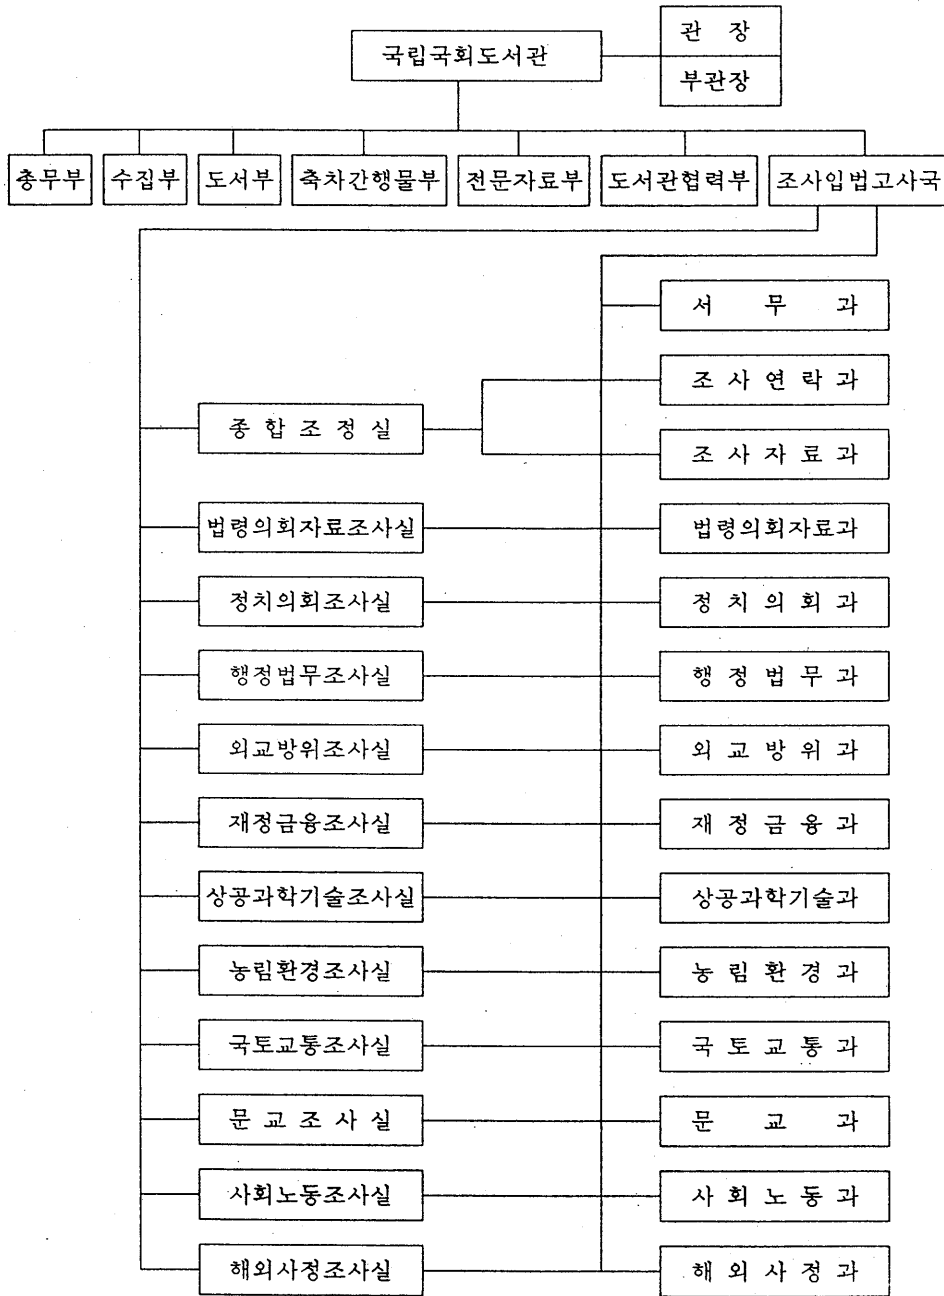 관 장
국립국회도서관
부관장
총무부 수집부 도서부 축차간행물부 전문자료부 도서관협력부 조사입법고사국
서 무 과
조 사 연 락 과
종 합 조 정 실
조 사 자 료 과
법령의회자료조사실 법령의회자료과
정치의회조사실 정 치 의 회 과
행정법무조사실 행 정 법 무 과
외교방위조사실 외 교 방 위 과
재정금융조사실 재 정 금 융 과
상공과학기술조사실 상공과학기술과
농림환경조사실 농 림 환 경 과
국토교통조사실 국 토 교 통 과
문 교 조 사 실 문 교 과
사회노동조사실 사 회 노 동 과
해외사정조사실 해 외 사 정 과